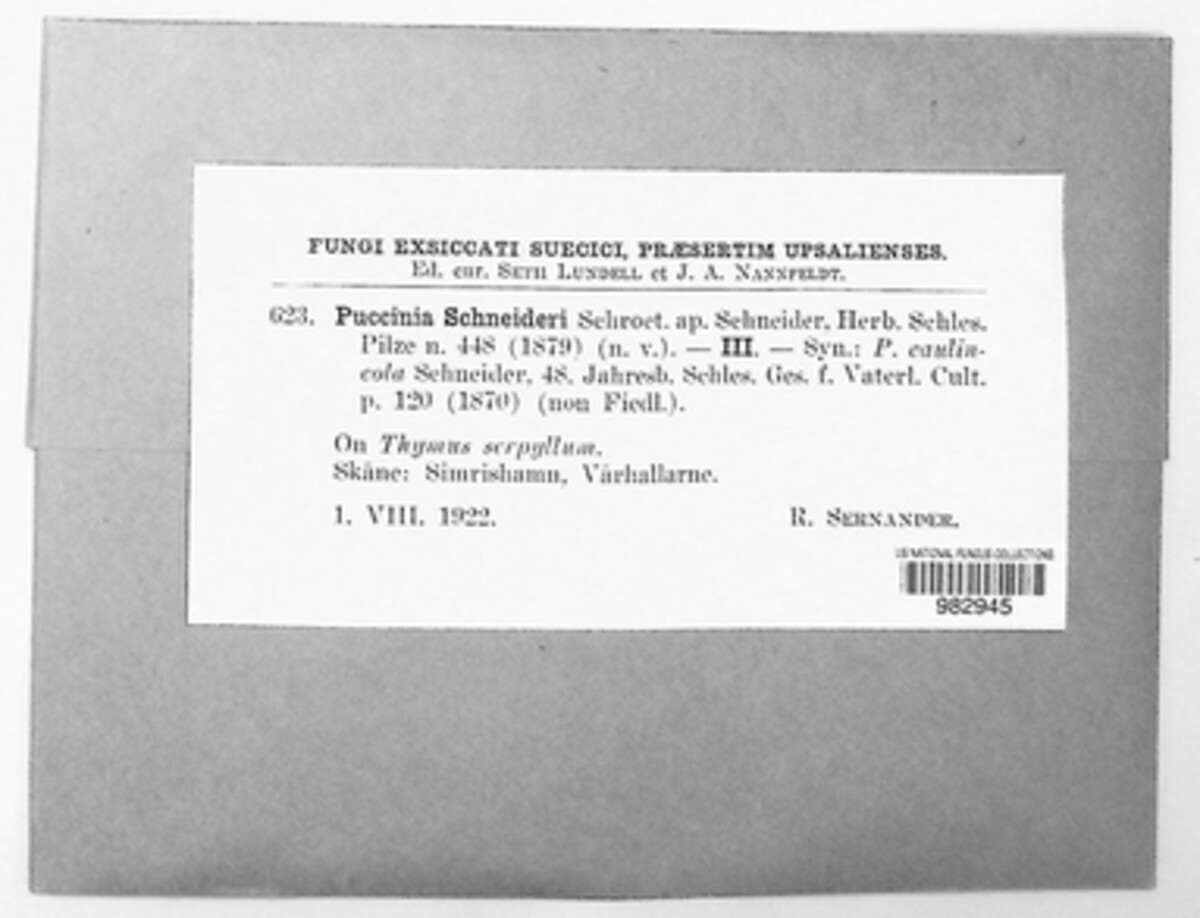 FUNGI EXSICCATI SUECICI, PRÆSERTIM UPSALIENSES.
Ed. cur. SETH LUNDELL et J. A. NANNFELDT.
623. Puccinia Schneideri Schroet. ap. Schneider, Herb. Schles.
Pilze n. 448 (1879) (n. v.). — III. — Syn.: P. caulin-
cola Schneider, 48. Jahresb. Schles. Ges. f. Vaterl. Cult.
p. 120 (1870) (non Fiedl.).
On Thymus serpyllum.
Skåne: Simrishamn, Vårhallarne.
1. VIII. 1922. R. SERNANDER.
US NATIONAL FUNGUS COLLECTIONS
982945